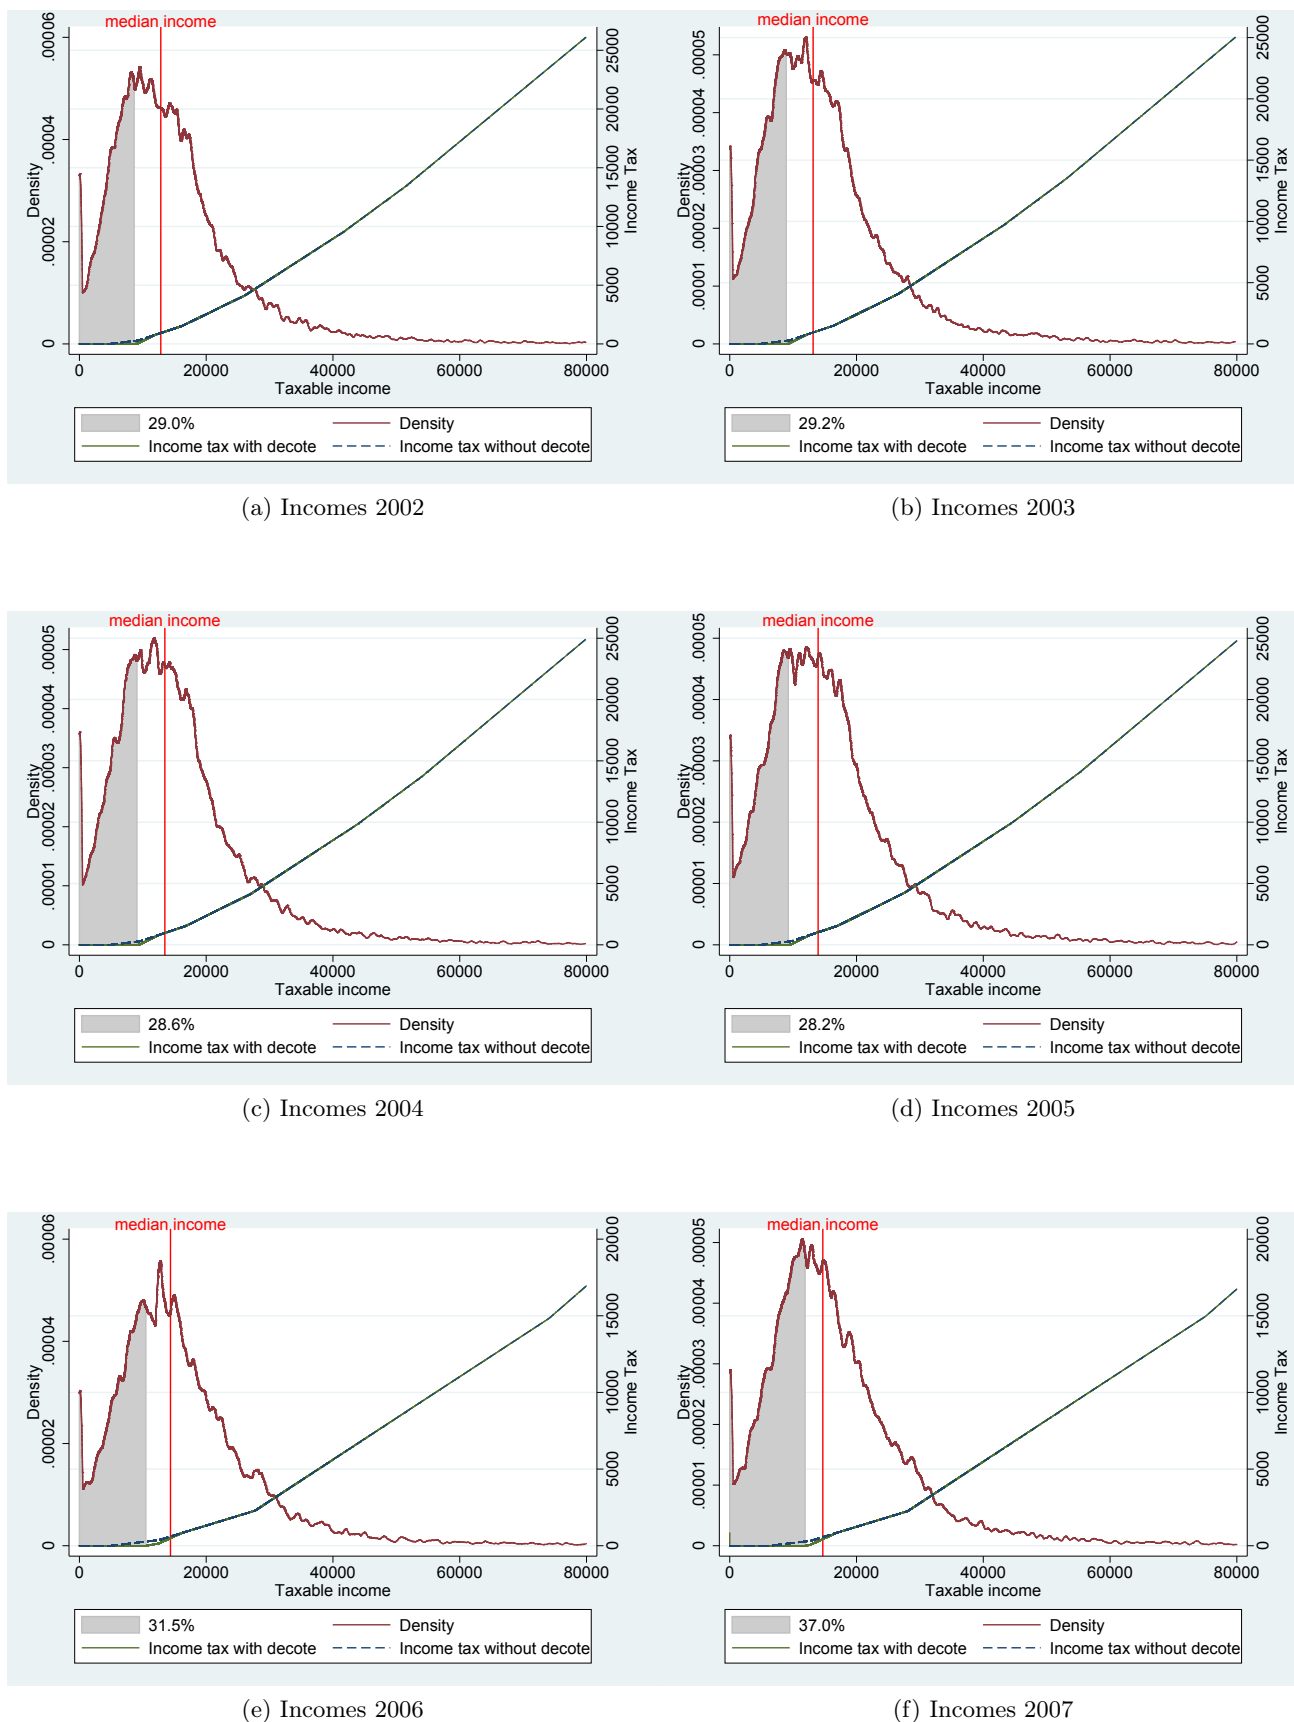 median income
Density
0 .00002 .00004 .00006
0 5000 10000 15000 20000 25000
Income Tax
0 20000 40000 60000 80000
Taxable income
29.0% Density
Income tax with decote Income tax without decote
(a) Incomes 2002
median income
Density
0 .00001 .00002 .00003 .00004 .00005
0 5000 10000 15000 20000 25000
Income Tax
0 20000 40000 60000 80000
Taxable income
29.2% Density
Income tax with decote Income tax without decote
(b) Incomes 2003
median income
Density
0 .00001 .00002 .00003 .00004 .00005
0 5000 10000 15000 20000 25000
Income Tax
0 20000 40000 60000 80000
Taxable income
28.6% Density
Income tax with decote Income tax without decote
(c) Incomes 2004
median income
Density
0 .00001 .00002 .00003 .00004 .00005
0 5000 10000 15000 20000 25000
Income Tax
0 20000 40000 60000 80000
Taxable income
28.2% Density
Income tax with decote Income tax without decote
(d) Incomes 2005
median income
Density
0 .00002 .00004 .00006
0 5000 10000 15000 20000
Income Tax
0 20000 40000 60000 80000
Taxable income
31.5% Density
Income tax with decote Income tax without decote
(e) Incomes 2006
median income
Density
0 .00001 .00002 .00003 .00004 .00005
0 5000 10000 15000 20000
Income Tax
0 20000 40000 60000 80000
Taxable income
37.0% Density
Income tax with decote Income tax without decote
(f) Incomes 2007